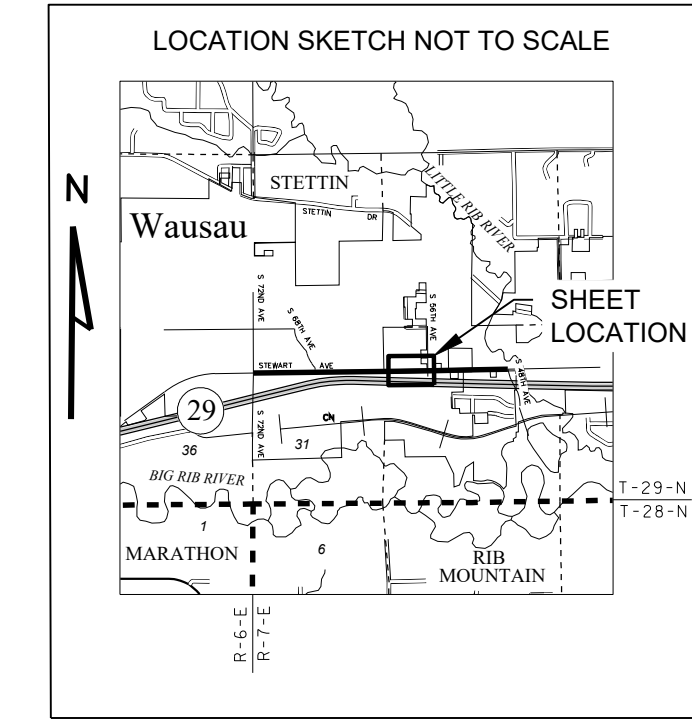 LOCATION SKETCH NOT TO SCALE
N
STETTIN
STETTIN DR
LITTLE RIB RIVER
Wausau
S 72ND AVE
S 68TH AVE
S 56TH AVE
SHEET
LOCATION
STEWART AVE
S 48TH AVE
29
S 72ND AVE
CN
36
31
BIG RIB RIVER
T-29-N
T-28-N
1
6
MARATHON
RIB
MOUNTAIN
R-6-E
R-7-E